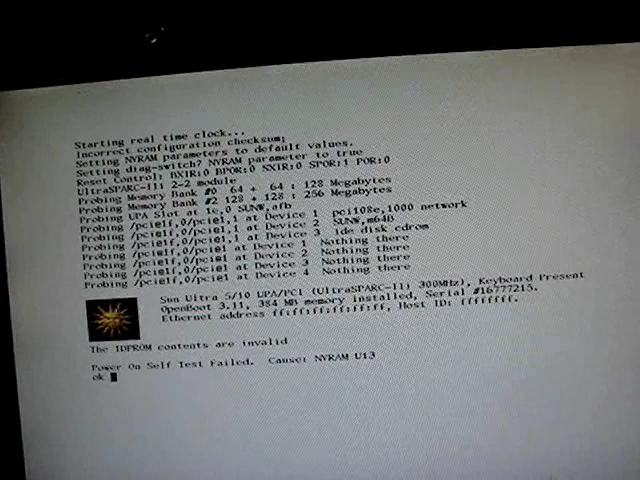 Starting real time clock...
Incorrect configuration checksum;
Setting NVRAM parameters to default values.
Setting diag-switch? NVRAM parameter to true
Reset Control: BXIR:0 BPOR:0 SXIR:0 SPOR:1 POR:0
UltraSPARC-IIi 2-2 module
Probing Memory Bank #0 64 + 64 : 128 Megabytes
Probing Memory Bank #2 128 + 128 : 256 Megabytes
Probing UPA Slot at 1e,0 SUNW,afb
Probing /pci@1f,0/pci@1,1 at Device 1 pci108e,1000 network
Probing /pci@1f,0/pci@1,1 at Device 2 SUNW,m64B
Probing /pci@1f,0/pci@1,1 at Device 3 ide disk cdrom
Probing /pci@1f,0/pci@1 at Device 1 Nothing there
Probing /pci@1f,0/pci@1 at Device 2 Nothing there
Probing /pci@1f,0/pci@1 at Device 3 Nothing there
Probing /pci@1f,0/pci@1 at Device 4 Nothing there
Sun Ultra 5/10 UPA/PCI (UltraSPARC-IIi 300MHz), Keyboard Present
OpenBoot 3.11, 384 MB memory installed, Serial #16777215.
Ethernet address ff:ff:ff:ff:ff:ff, Host ID: ffffffff.
The IDPROM contents are invalid
Power On Self Test Failed. Cause: NVRAM U13
ok